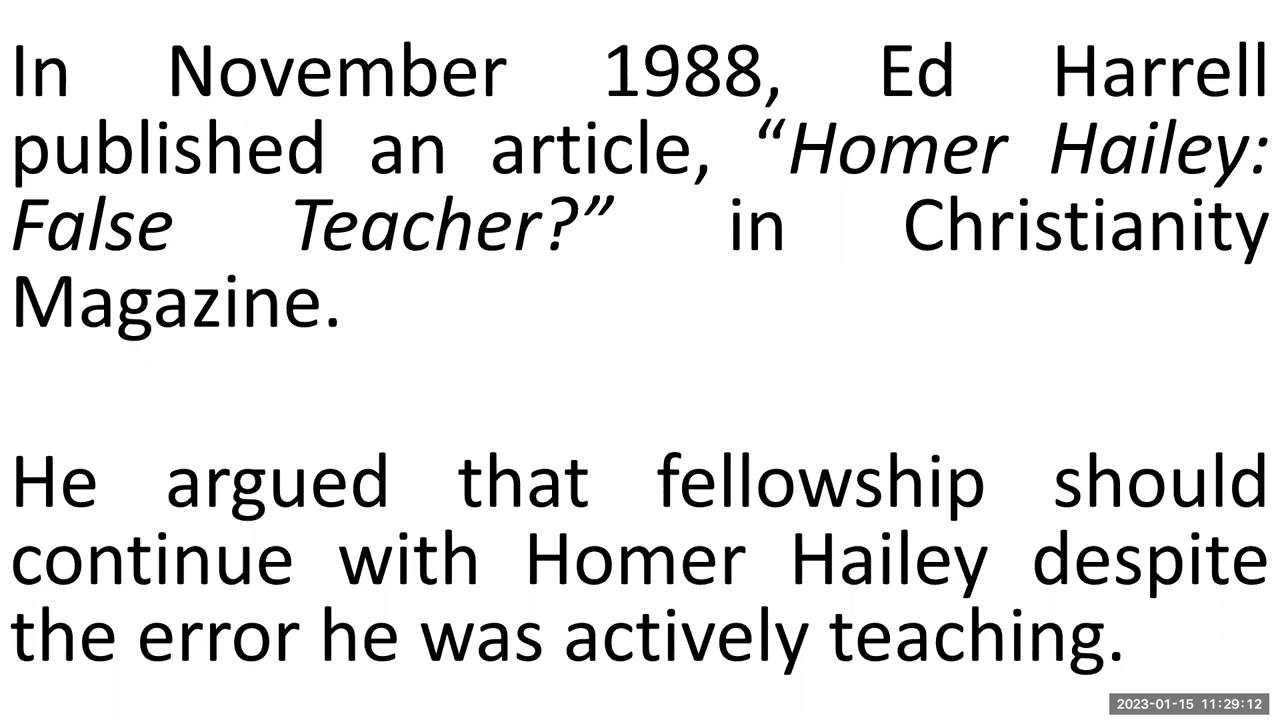 In November 1988, Ed Harrell
published an article, “Homer Hailey:
False Teacher?” in Christianity
Magazine.
He argued that fellowship should
continue with Homer Hailey despite
the error he was actively teaching.
2023-01-15 11:29:12